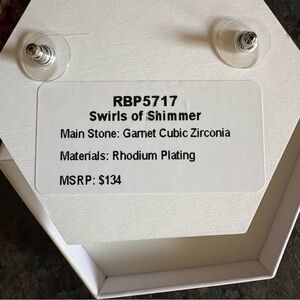 RBP5717
Swirls of Shimmer
Main Stone: Garnet Cubic Zirconia
Materials: Rhodium Plating
MSRP: $134